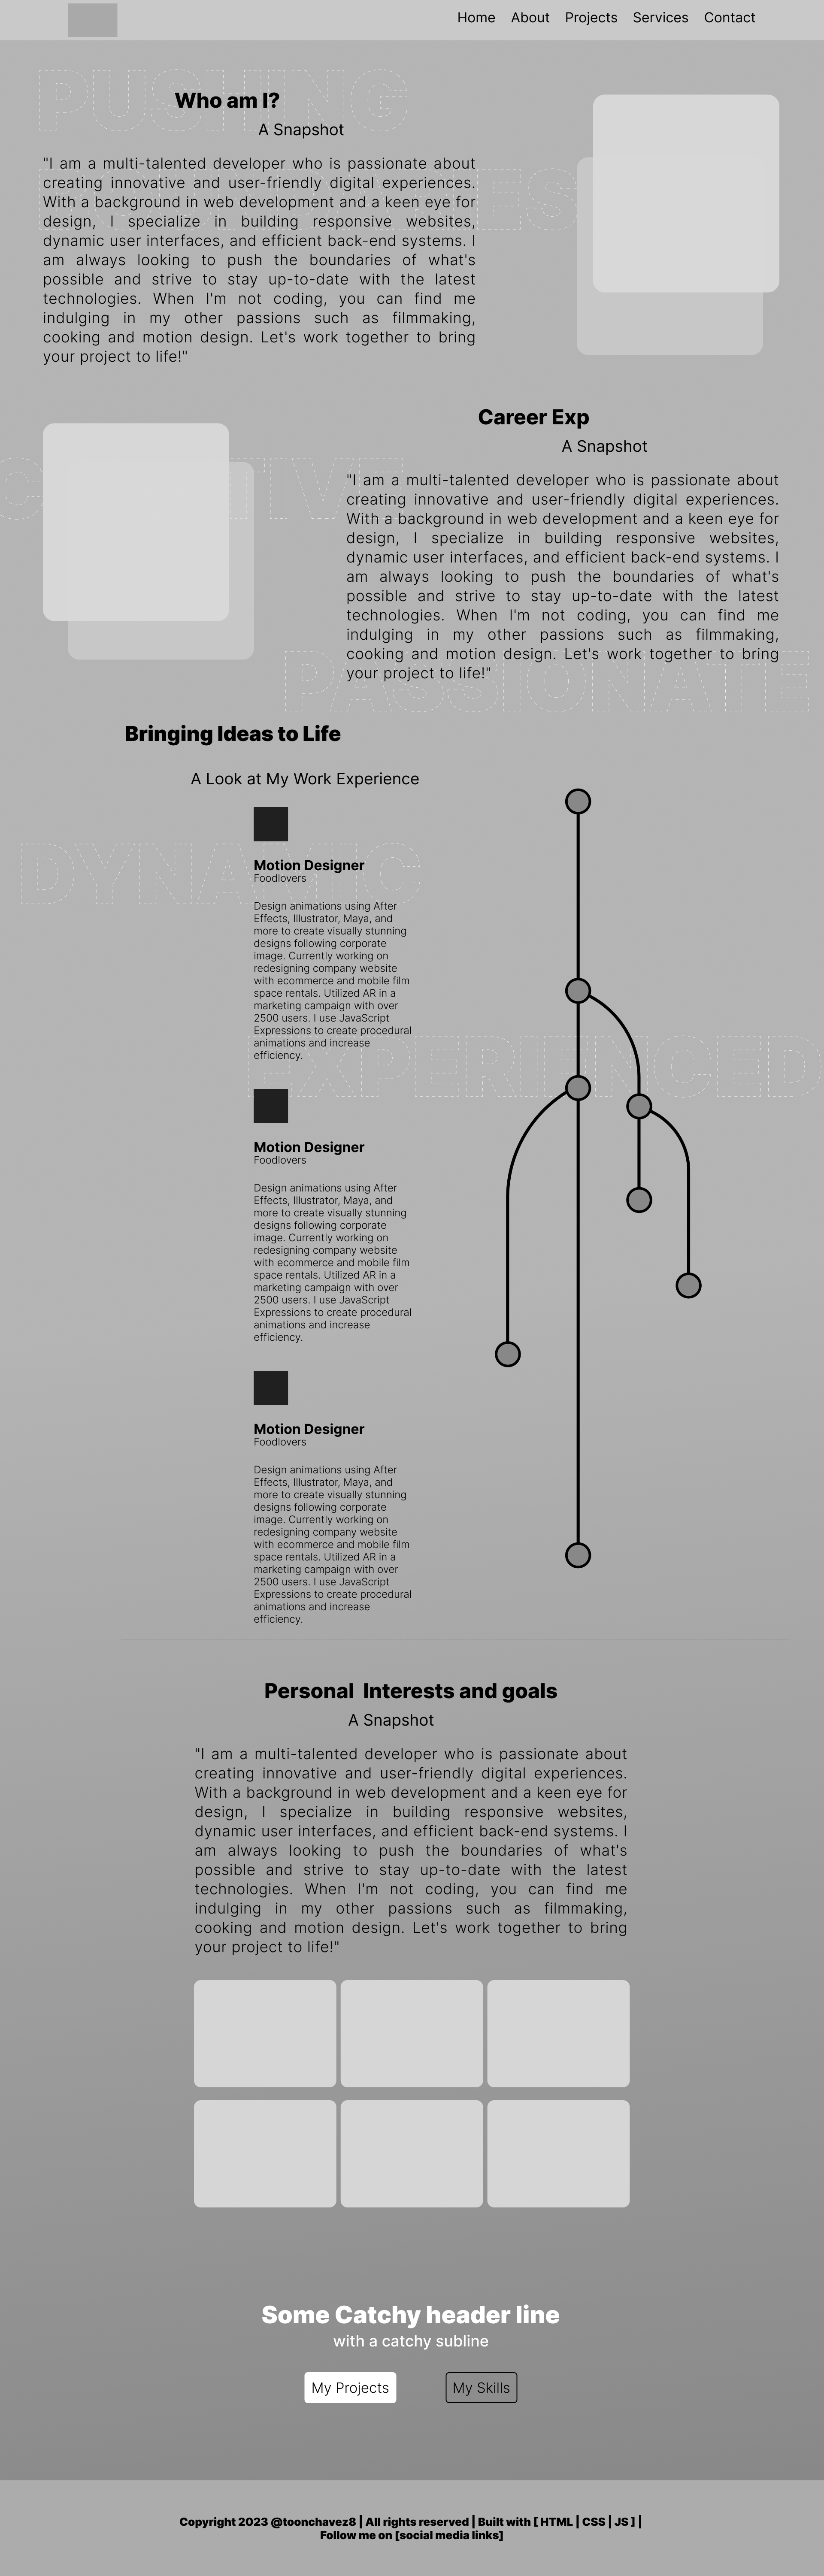 Home About Projects Services Contact
PUSHING
Who am I?
A Snapshot
"I am a multi-talented developer who is passionate about
creating innovative and user-friendly digital experiences.
With a background in web development and a keen eye for
design, I specialize in building responsive websites,
dynamic user interfaces, and efficient back-end systems. I
am always looking to push the boundaries of what's
possible and strive to stay up-to-date with the latest
technologies. When I'm not coding, you can find me
indulging in my other passions such as filmmaking,
cooking and motion design. Let's work together to bring
your project to life!"
BOUNDARIES
Career Exp
A Snapshot
"I am a multi-talented developer who is passionate about
creating innovative and user-friendly digital experiences.
With a background in web development and a keen eye for
design, I specialize in building responsive websites,
dynamic user interfaces, and efficient back-end systems. I
am always looking to push the boundaries of what's
possible and strive to stay up-to-date with the latest
technologies. When I'm not coding, you can find me
indulging in my other passions such as filmmaking,
cooking and motion design. Let's work together to bring
your project to life!"
PASSIONATE
Bringing Ideas to Life
A Look at My Work Experience
DYNAMIC
Motion Designer
Foodlovers
Design animations using After
Effects, Illustrator, Maya, and
more to create visually stunning
designs following corporate
image. Currently working on
redesigning company website
with ecommerce and mobile film
space rentals. Utilized AR in a
marketing campaign with over
2500 users. I use JavaScript
Expressions to create procedural
animations and increase
efficiency.
EXPERIENCED
Motion Designer
Foodlovers
Design animations using After
Effects, Illustrator, Maya, and
more to create visually stunning
designs following corporate
image. Currently working on
redesigning company website
with ecommerce and mobile film
space rentals. Utilized AR in a
marketing campaign with over
2500 users. I use JavaScript
Expressions to create procedural
animations and increase
efficiency.
Motion Designer
Foodlovers
Design animations using After
Effects, Illustrator, Maya, and
more to create visually stunning
designs following corporate
image. Currently working on
redesigning company website
with ecommerce and mobile film
space rentals. Utilized AR in a
marketing campaign with over
2500 users. I use JavaScript
Expressions to create procedural
animations and increase
efficiency.
Personal  Interests and goals
A Snapshot
"I am a multi-talented developer who is passionate about
creating innovative and user-friendly digital experiences.
With a background in web development and a keen eye for
design, I specialize in building responsive websites,
dynamic user interfaces, and efficient back-end systems. I
am always looking to push the boundaries of what's
possible and strive to stay up-to-date with the latest
technologies. When I'm not coding, you can find me
indulging in my other passions such as filmmaking,
cooking and motion design. Let's work together to bring
your project to life!"
Some Catchy header line
with a catchy subline
My Projects My Skills
Copyright 2023 @toonchavez8 | All rights reserved | Built with [ HTML | CSS | JS ] |
Follow me on [social media links]